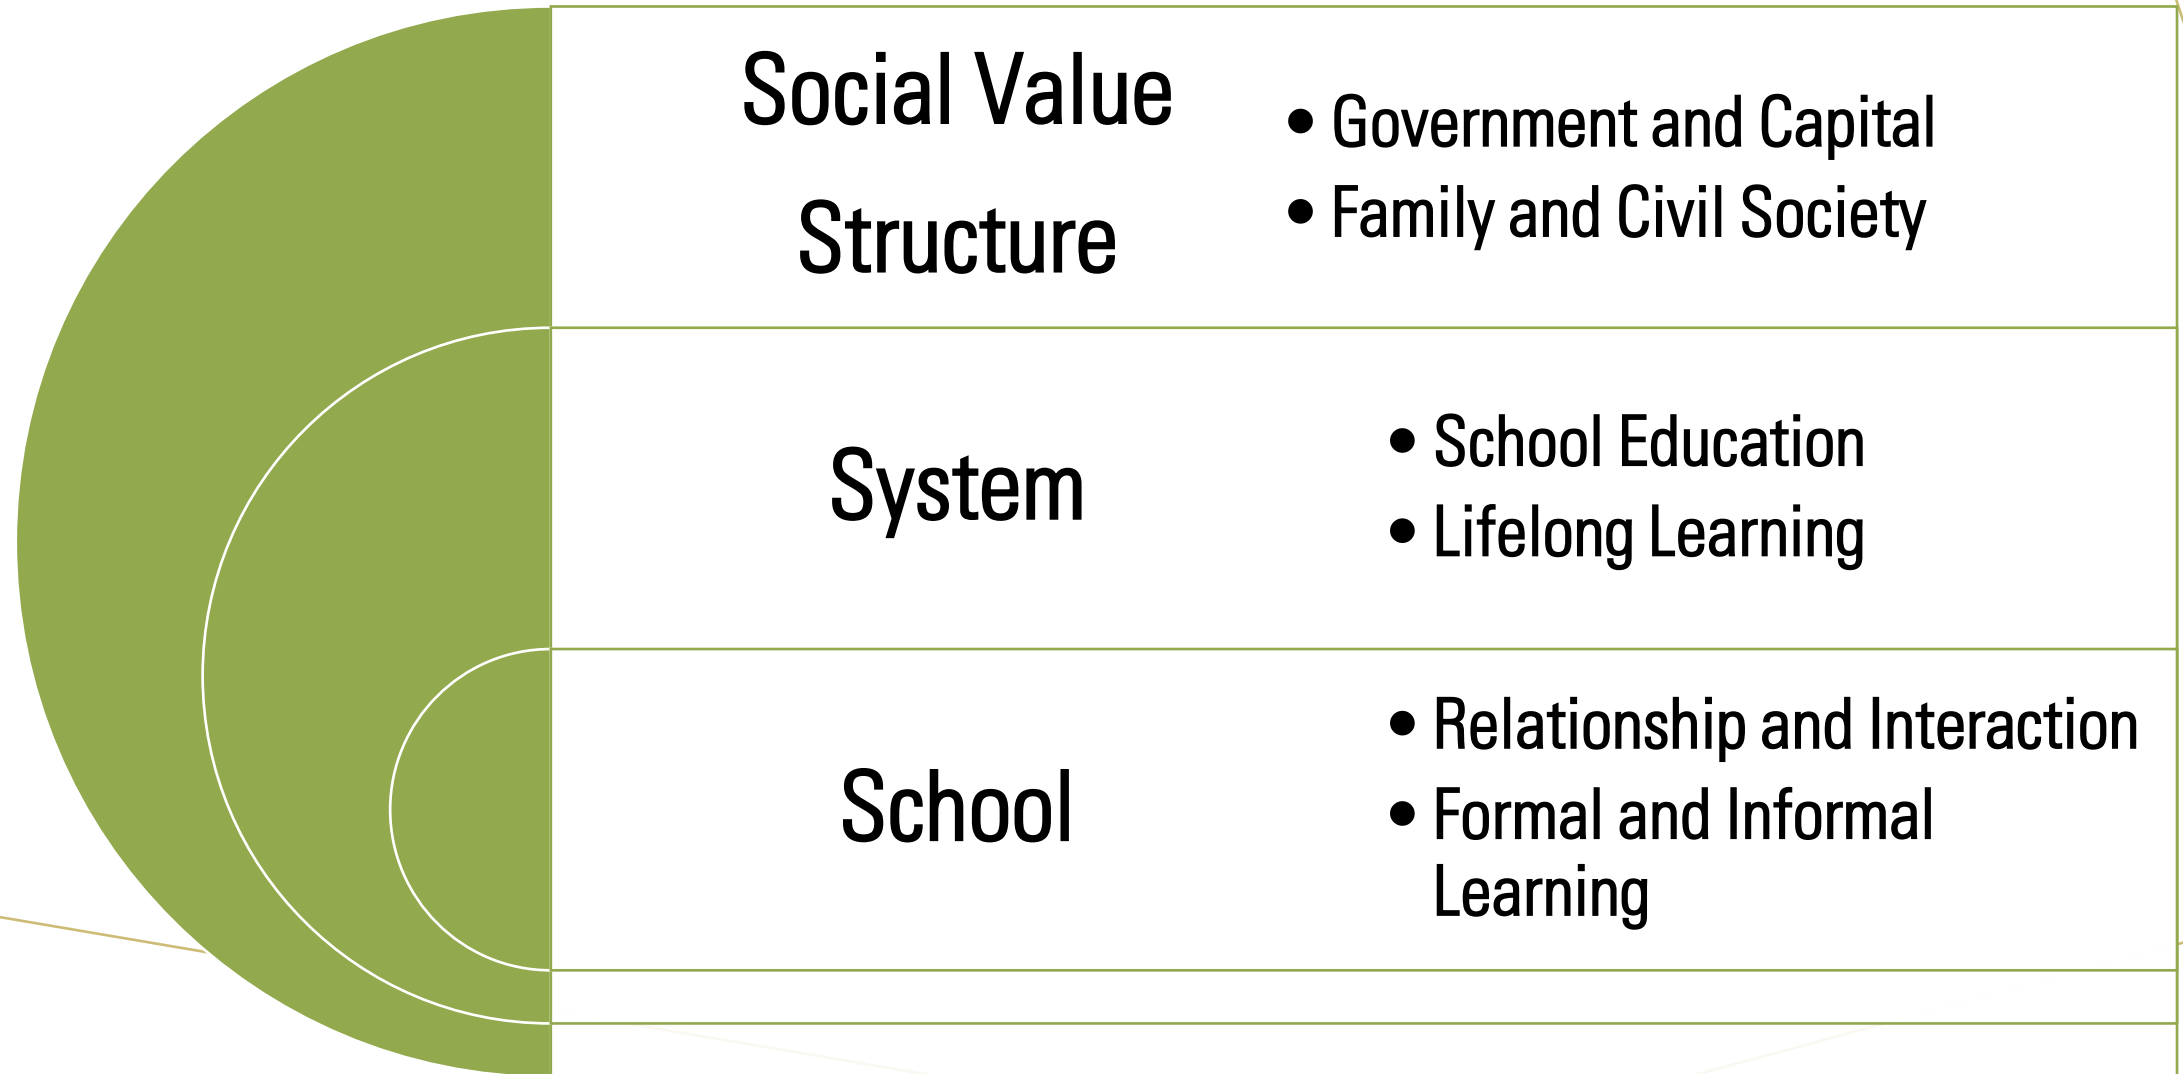 Social Value
Structure
• Government and Capital
• Family and Civil Society
System
• School Education
• Lifelong Learning
School
• Relationship and Interaction
• Formal and Informal
Learning